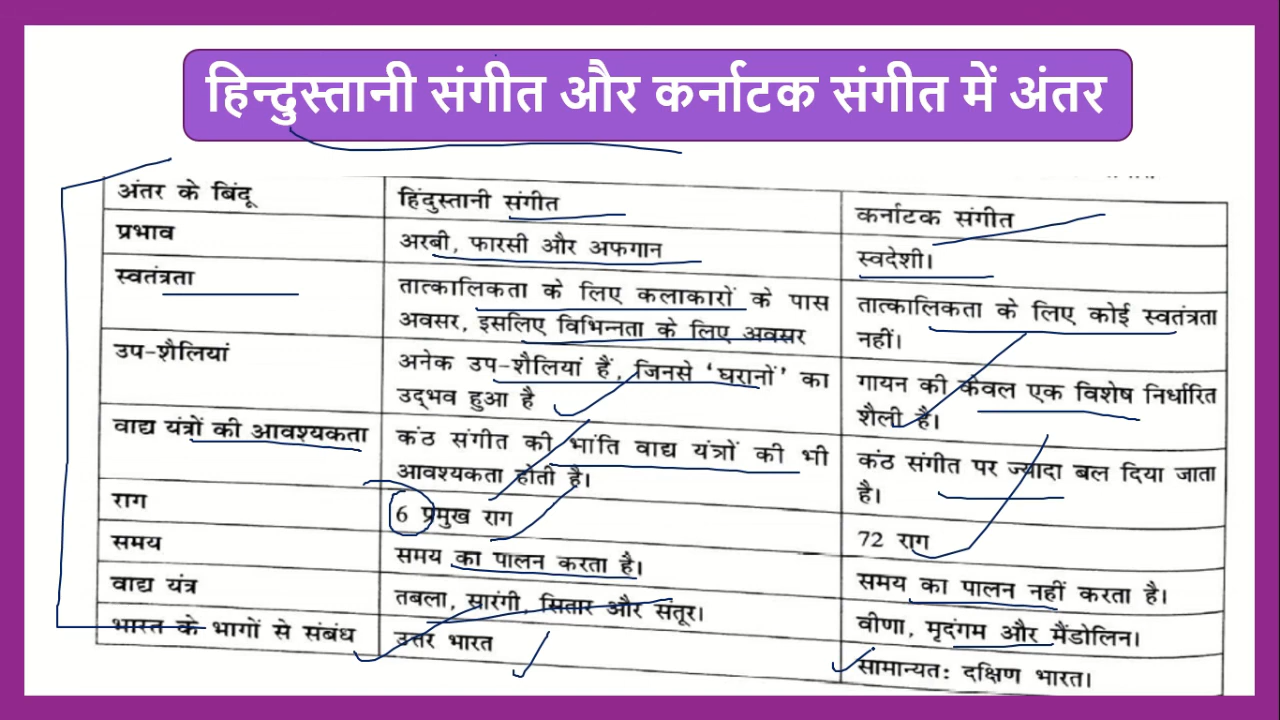 हिन्दुस्तानी संगीत और कर्नाटक संगीत में अंतर
अंतर के बिंदू हिंदुस्तानी संगीत कर्नाटक संगीत
प्रभाव अरबी, फारसी और अफगान स्वदेशी।
स्वतंत्रता तात्कालिकता के लिए कलाकारों के पास तात्कालिकता के लिए कोई स्वतंत्रता
अवसर, इसलिए विभिन्नता के लिए अवसर नहीं।
उप-शैलियां अनेक उप-शैलियां हैं, जिनसे 'घरानों' का गायन की केवल एक विशेष निर्धारित
उद्भव हुआ है शैली है।
वाद्य यंत्रों की आवश्यकता कंठ संगीत की भांति वाद्य यंत्रों की भी कंठ संगीत पर ज्यादा बल दिया जाता
आवश्यकता होती है। है।
राग 6 प्रमुख राग 72 राग
समय समय का पालन करता है। समय का पालन नहीं करता है।
वाद्य यंत्र तबला, सारंगी, सितार और संतूर। वीणा, मृदंगम और मैंडोलिन।
भारत के भागों से संबंध उत्तर भारत सामान्यत: दक्षिण भारत।